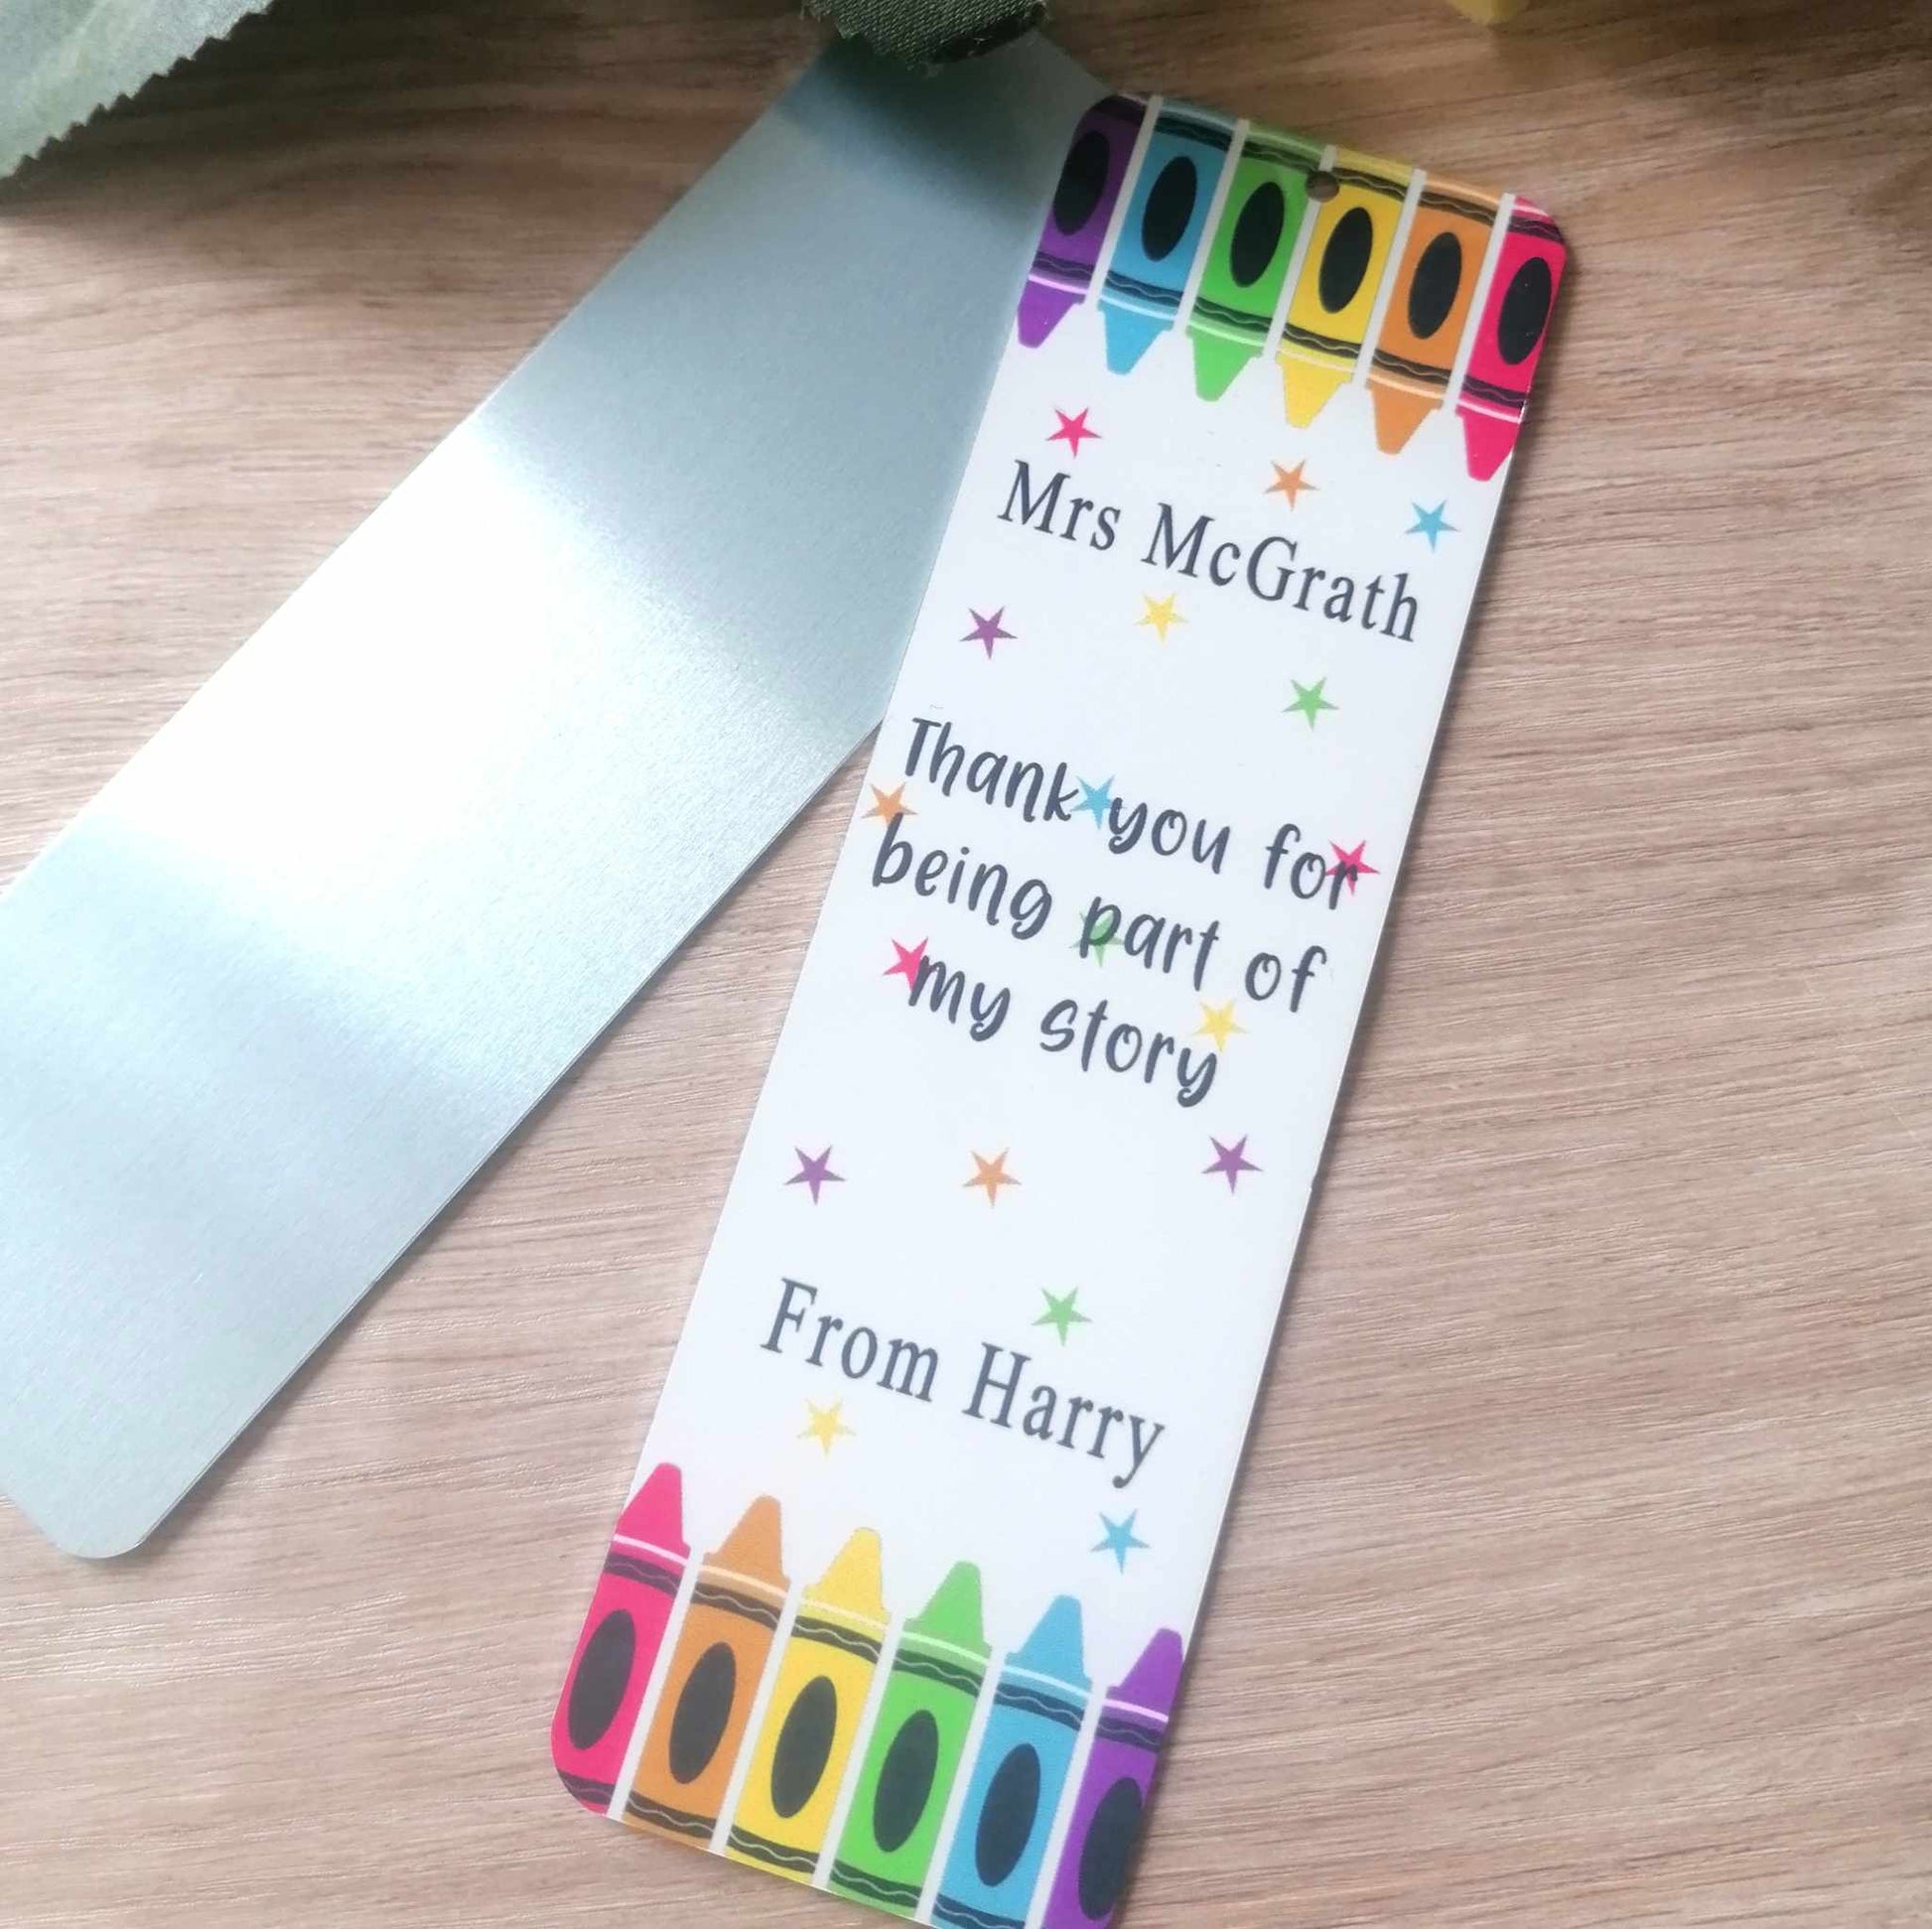 Mrs McGrath
Thank you for
being part of
my story
From Harry